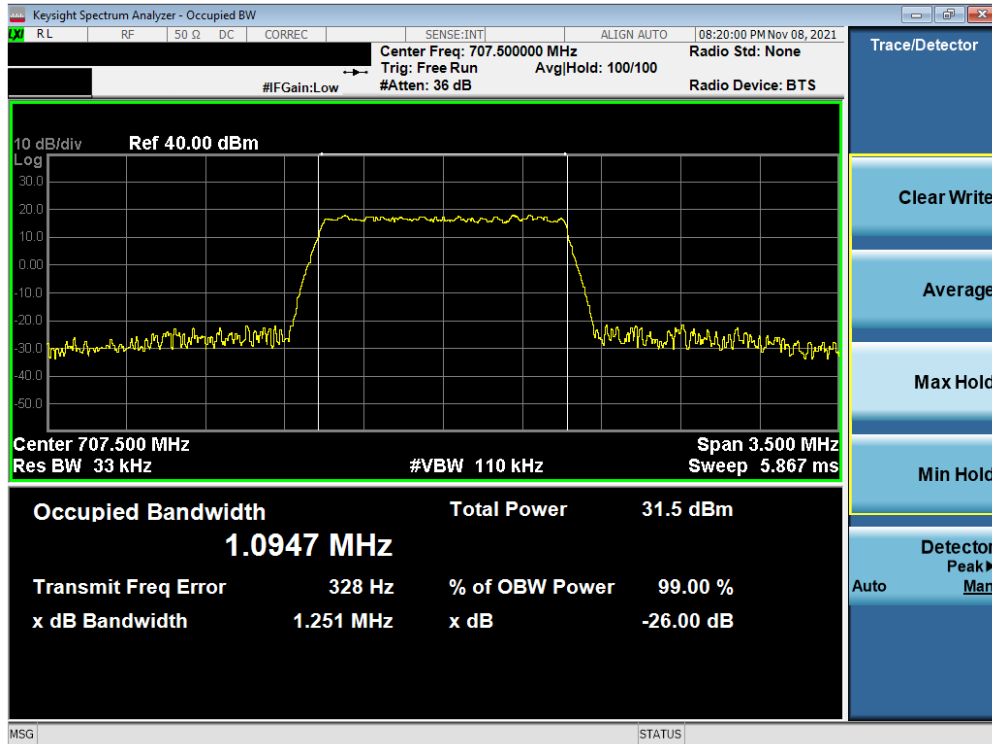 Keysight Spectrum Analyzer - Occupied BW
LXI RL RF 50 Ω DC CORREC SENSE:INT ALIGN AUTO 08:20:00 PM Nov 08, 2021
Center Freq: 707.500000 MHz Radio Std: None
Trig: Free Run Avg|Hold: 100/100
#IFGain:Low #Atten: 36 dB Radio Device: BTS
10 dB/div Ref 40.00 dBm
Log
30.0
20.0
10.0
0.00
-10.0
-20.0
-30.0
-40.0
-50.0
Center 707.500 MHz Span 3.500 MHz
Res BW 33 kHz #VBW 110 kHz Sweep 5.867 ms
Occupied Bandwidth Total Power 31.5 dBm
1.0947 MHz
Transmit Freq Error 328 Hz % of OBW Power 99.00 %
x dB Bandwidth 1.251 MHz x dB -26.00 dB
MSG STATUS
Trace/Detector
Clear Write
Average
Max Hold
Min Hold
Detector
Peak▶
Auto Man